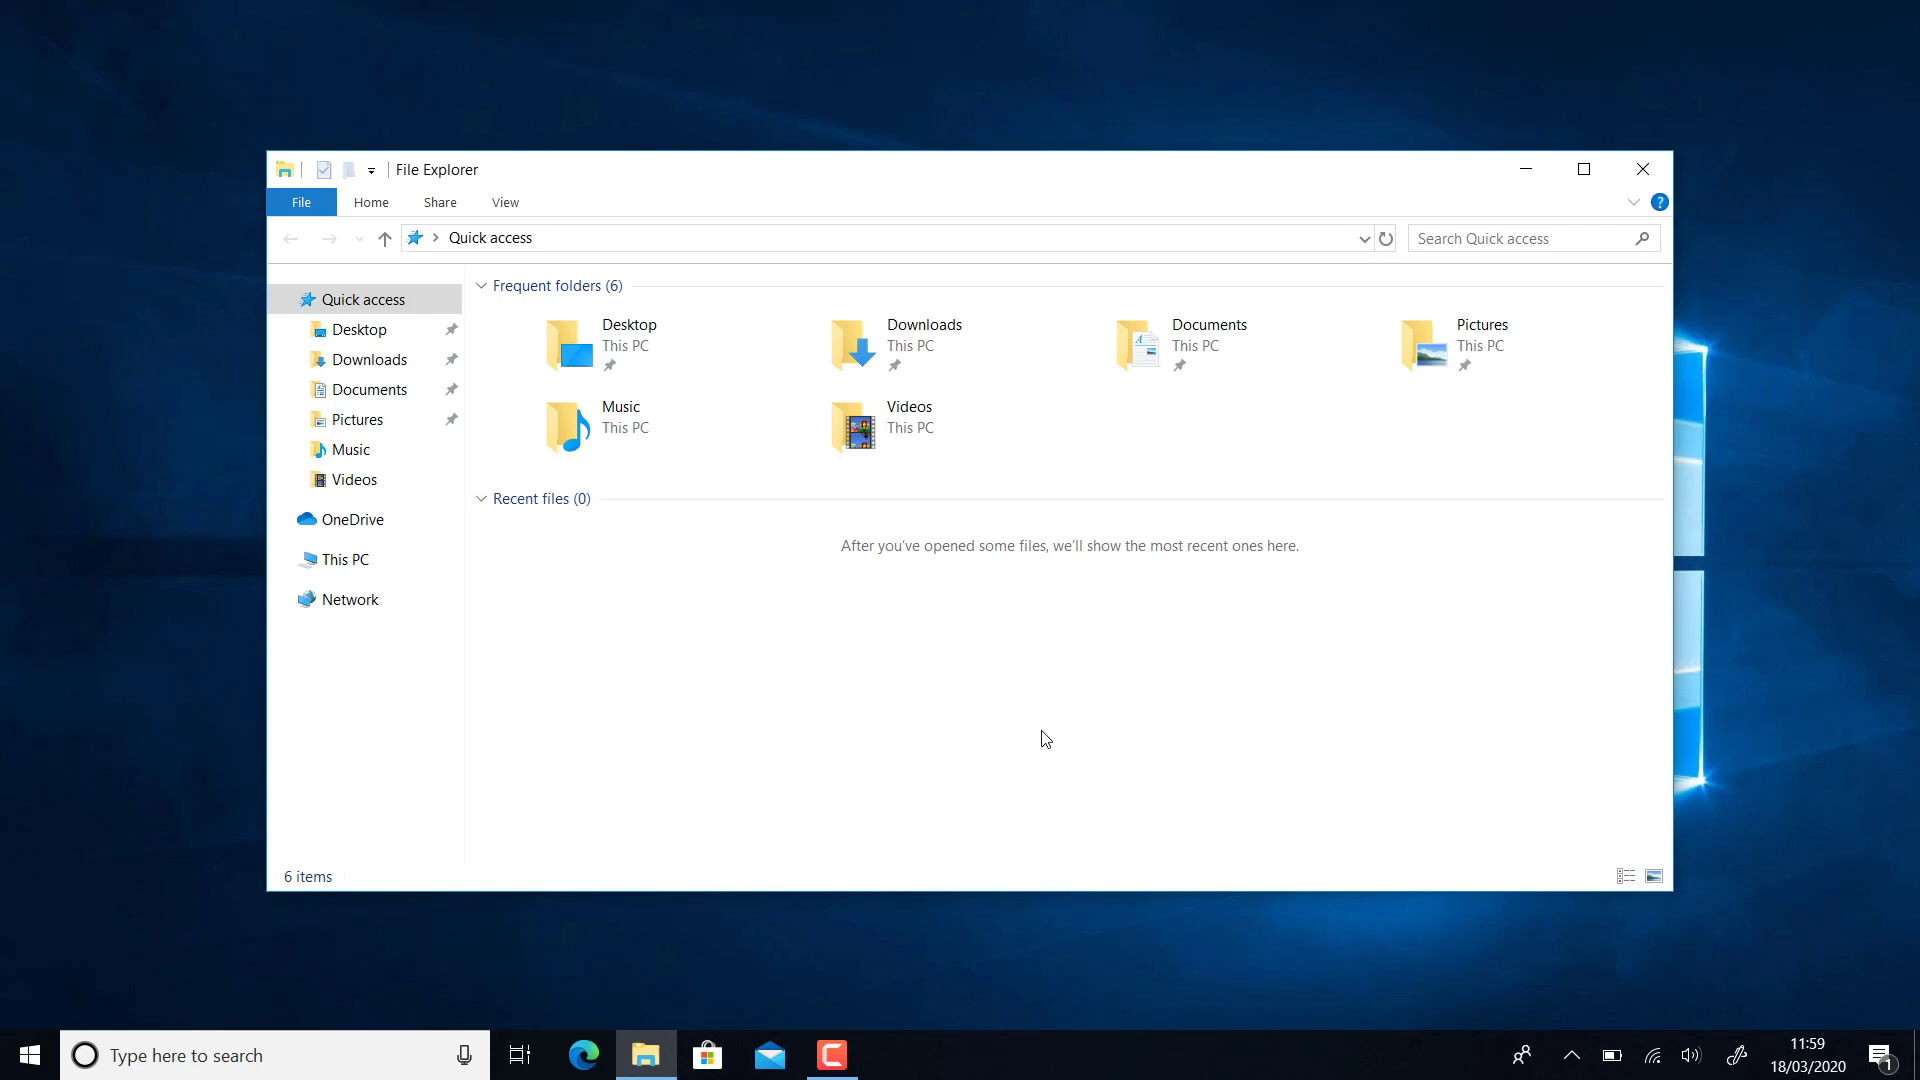 File Explorer
File Home Share View
?
Quick access
Search Quick access
Quick access
Desktop
Downloads
Documents
Pictures
Music
Videos
OneDrive
This PC
Network
Frequent folders (6)
Desktop
This PC
Downloads
This PC
Documents
This PC
Pictures
This PC
Music
This PC
Videos
This PC
Recent files (0)
After you've opened some files, we'll show the most recent ones here.
6 items
Type here to search
11:59
18/03/2020
1